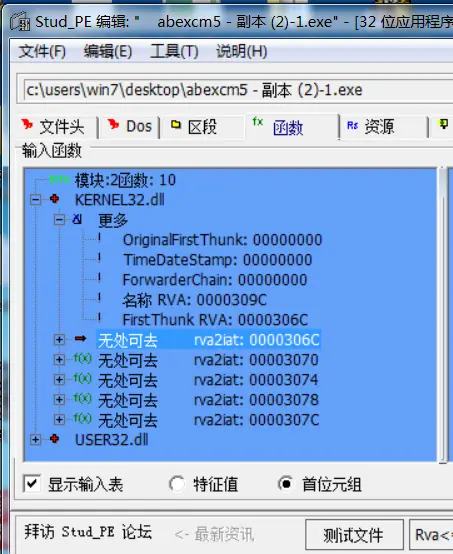 Stud_PE 编辑: " abexcm5 - 副本 (2)-1.exe" - [32 位应用程序
文件(F) 编辑(E) 工具(T) 说明(H)
c:\users\win7\desktop\abexcm5 - 副本 (2)-1.exe
文件头 Dos 区段 fx 函数 Rs 资源
输入函数
模块:2函数: 10
KERNEL32.dll
更多
OriginalFirstThunk: 00000000
TimeDateStamp: 00000000
ForwarderChain: 00000000
名称 RVA: 0000309C
FirstThunk RVA: 0000306C
无处可去 rva2iat: 0000306C
f(x) 无处可去 rva2iat: 00003070
f(x) 无处可去 rva2iat: 00003074
f(x) 无处可去 rva2iat: 00003078
f(x) 无处可去 rva2iat: 0000307C
USER32.dll
显示输入表 特征值 首位元组
拜访 Stud_PE 论坛 <- 最新资讯 测试文件 Rva<